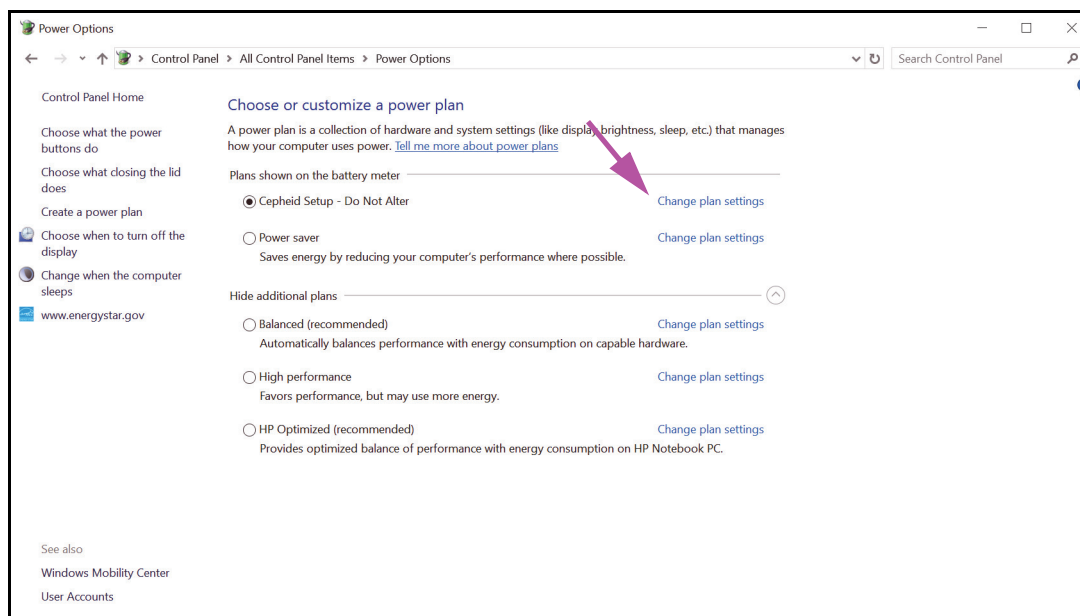 Power Options
Control Panel > All Control Panel Items > Power Options
Search Control Panel
Control Panel Home
Choose what the power
buttons do
Choose what closing the lid
does
Create a power plan
Choose when to turn off the
display
Change when the computer
sleeps
www.energystar.gov
See also
Windows Mobility Center
User Accounts
Choose or customize a power plan
A power plan is a collection of hardware and system settings (like display brightness, sleep, etc.) that manages
how your computer uses power. Tell me more about power plans
Plans shown on the battery meter
Cepheid Setup - Do Not Alter Change plan settings
Power saver Change plan settings
Saves energy by reducing your computer's performance where possible.
Hide additional plans
Balanced (recommended) Change plan settings
Automatically balances performance with energy consumption on capable hardware.
High performance Change plan settings
Favors performance, but may use more energy.
HP Optimized (recommended) Change plan settings
Provides optimized balance of performance with energy consumption on HP Notebook PC.